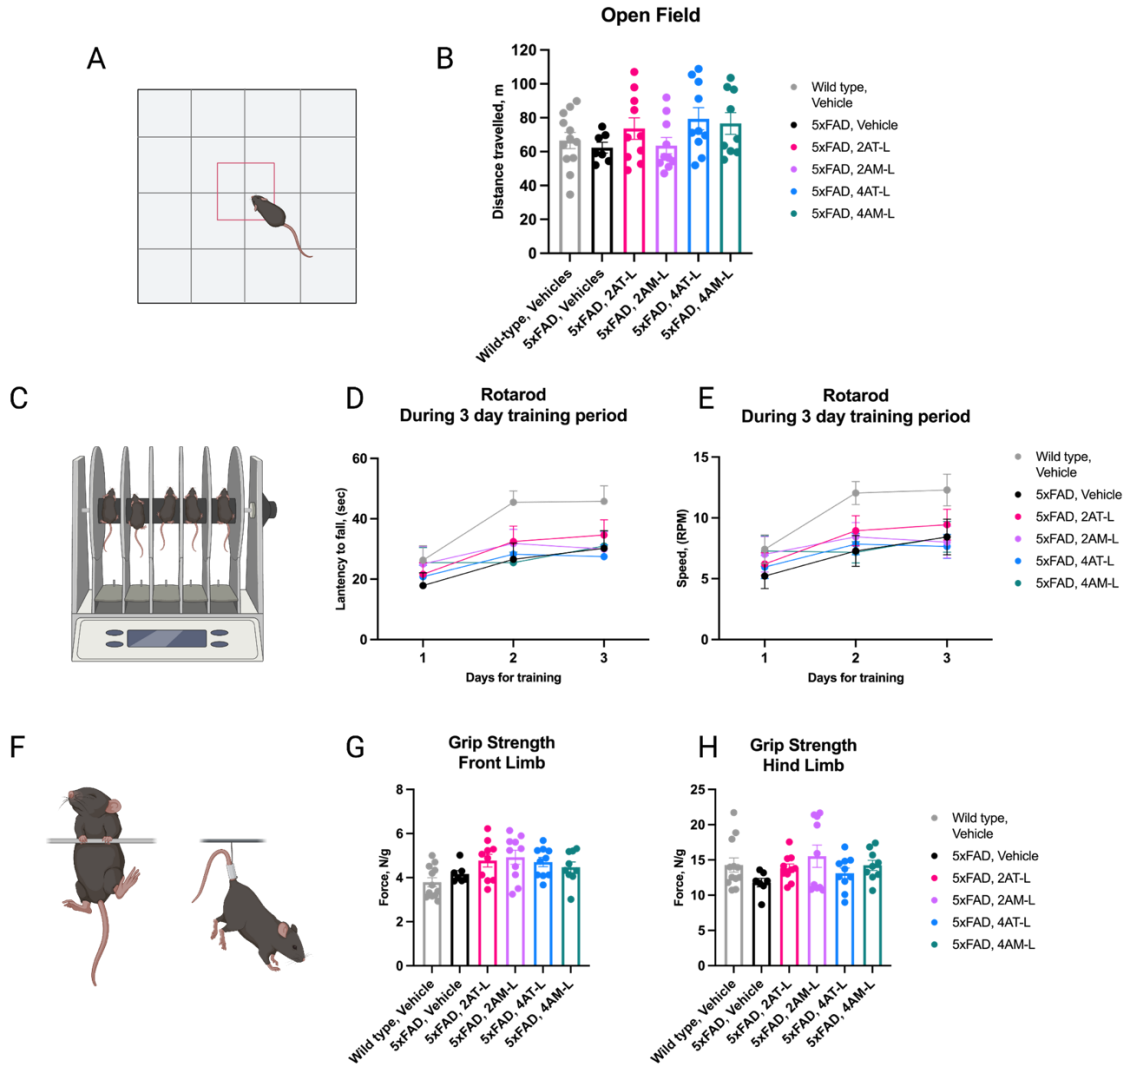 Open Field
A
B
Distance travelled, m
120
100
80
60
40
20
0
Wild-type, Vehicles
5xFAD, Vehicles
5xFAD, 2AT-L
5xFAD, 2AM-L
5xFAD, 4AT-L
5xFAD, 4AM-L
Wild type,
Vehicle
5xFAD, Vehicle
5xFAD, 2AT-L
5xFAD, 2AM-L
5xFAD, 4AT-L
5xFAD, 4AM-L
C
D
Rotarod
During 3 day training period
Lantency to fall, (sec)
60
40
20
0
1
2
3
Days for training
E
Rotarod
During 3 day training period
Speed, (RPM)
15
10
5
0
1
2
3
Days for training
Wild type,
Vehicle
5xFAD, Vehicle
5xFAD, 2AT-L
5xFAD, 2AM-L
5xFAD, 4AT-L
5xFAD, 4AM-L
F
G
Grip Strength
Front Limb
Force, N/g
8
6
4
2
0
Wild type, Vehicle
5xFAD, Vehicle
5xFAD, 2AT-L
5xFAD, 2AM-L
5xFAD, 4AT-L
5xFAD, 4AM-L
H
Grip Strength
Hind Limb
Force, N/g
25
20
15
10
5
0
Wild type, Vehicle
5xFAD, Vehicle
5xFAD, 2AT-L
5xFAD, 2AM-L
5xFAD, 4AT-L
5xFAD, 4AM-L
Wild type,
Vehicle
5xFAD, Vehicle
5xFAD, 2AT-L
5xFAD, 2AM-L
5xFAD, 4AT-L
5xFAD, 4AM-L